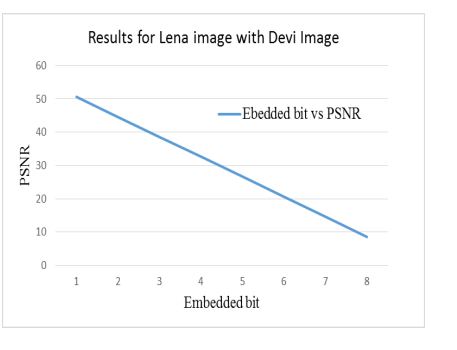 Results for Lena image with Devi Image
60
50
40
30
20
10
0
PSNR
Ebedded bit vs PSNR
1 2 3 4 5 6 7 8
Embedded bit